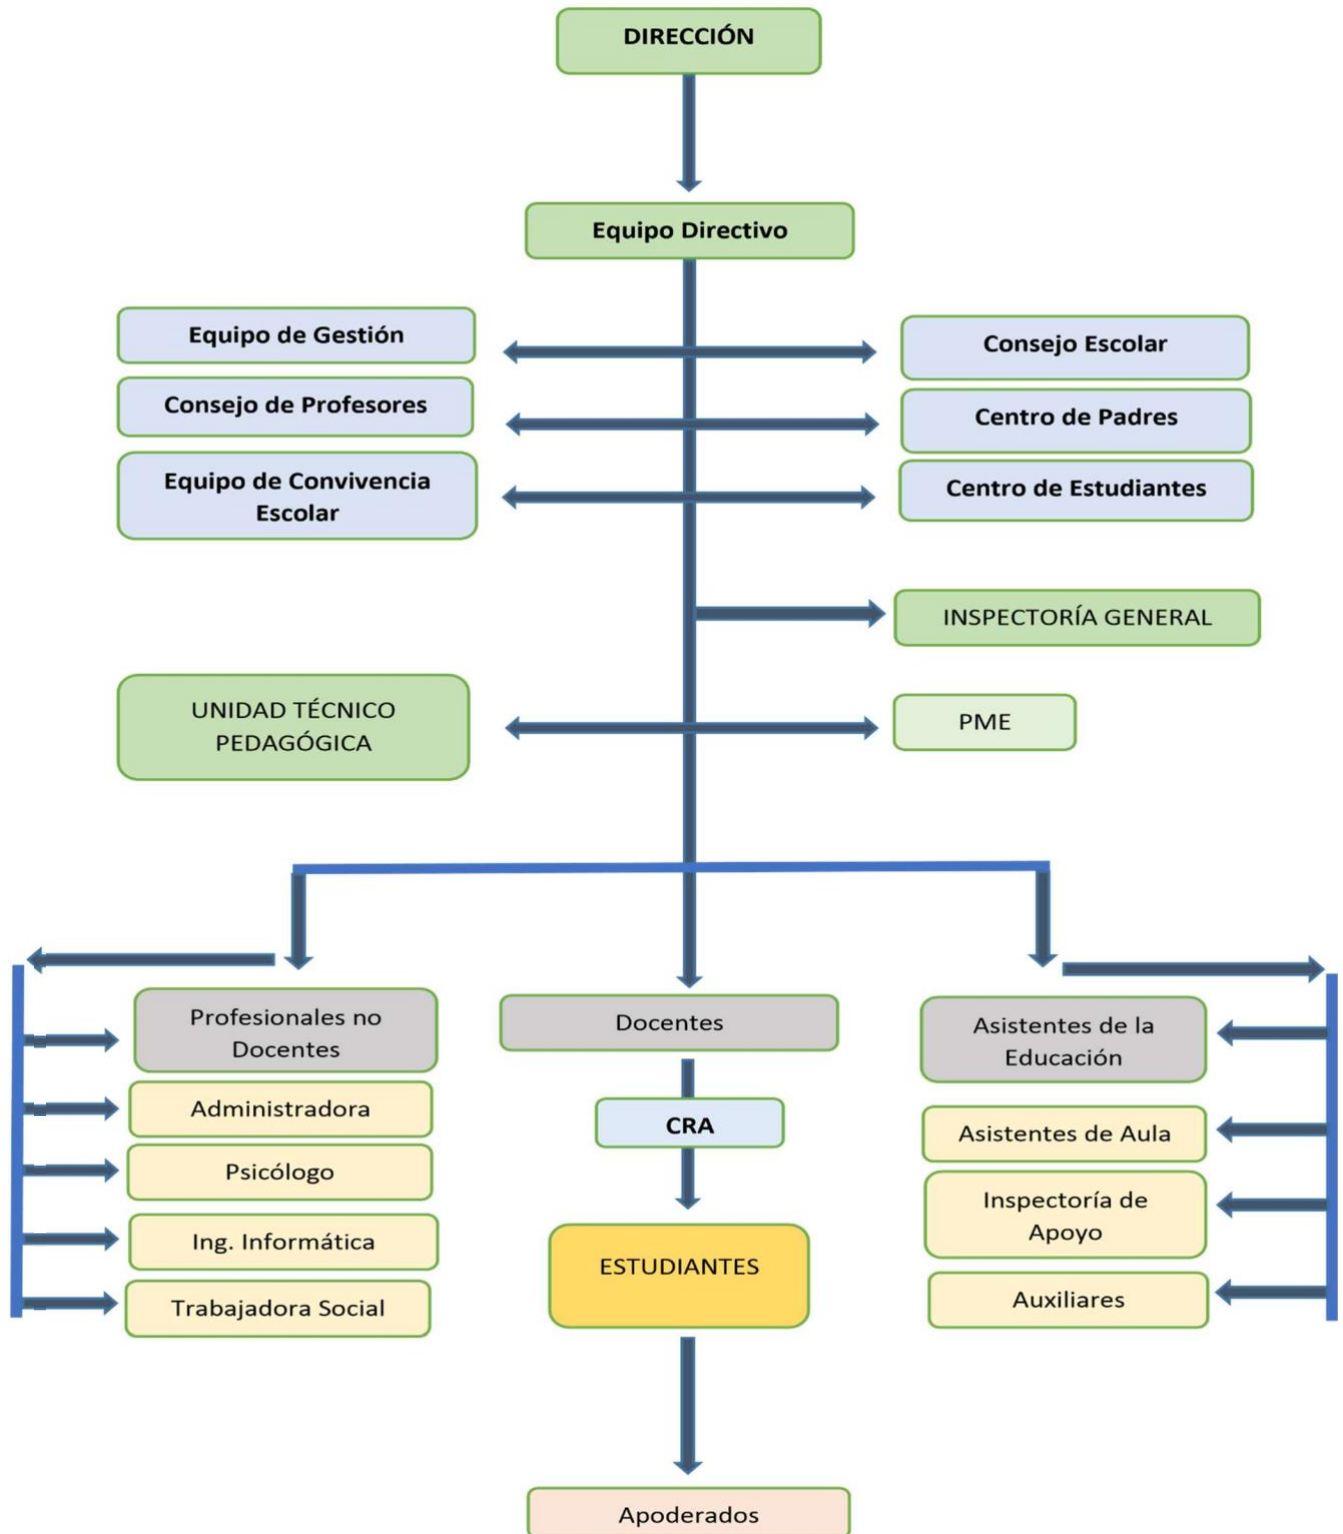 DIRECCIÓN
Equipo Directivo
Equipo de Gestión
Consejo Escolar
Consejo de Profesores
Centro de Padres
Equipo de Convivencia
Escolar
Centro de Estudiantes
INSPECTORÍA GENERAL
UNIDAD TÉCNICO
PEDAGÓGICA
PME
Profesionales no
Docentes
Administradora
Psicólogo
Ing. Informática
Trabajadora Social
Docentes
CRA
ESTUDIANTES
Apoderados
Asistentes de la
Educación
Asistentes de Aula
Inspectoría de
Apoyo
Auxiliares